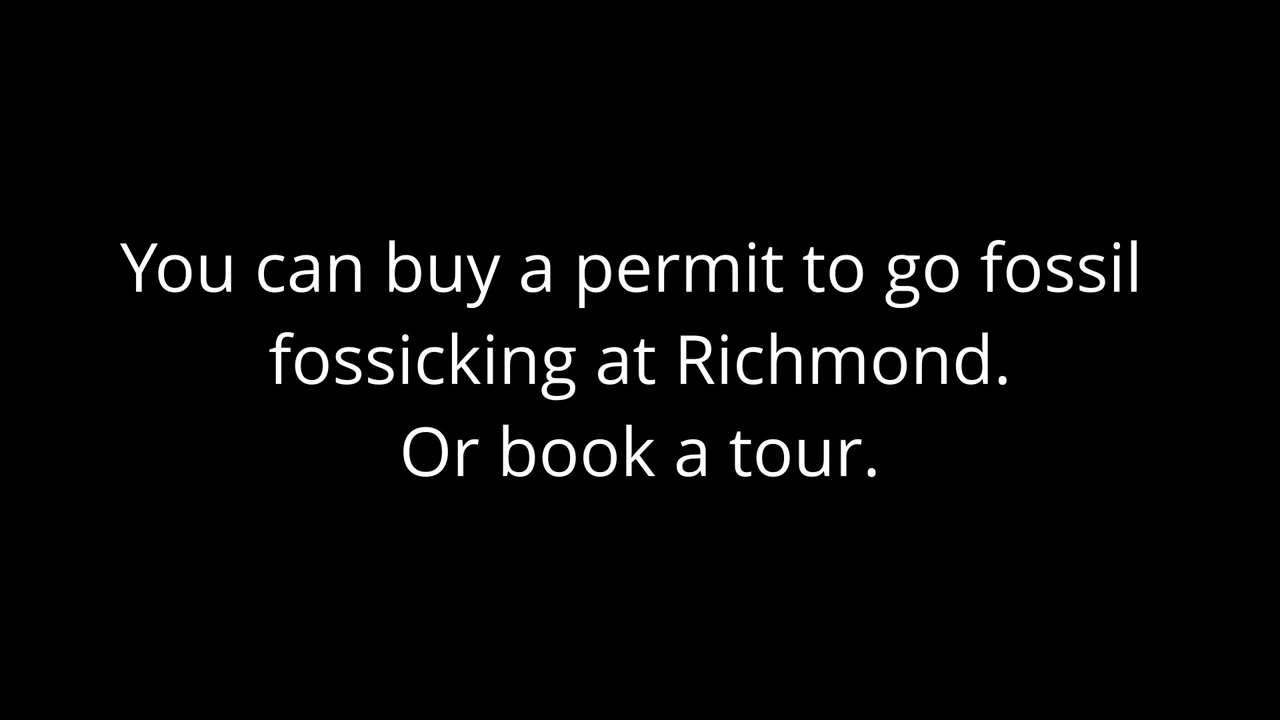 You can buy a permit to go fossil
fossicking at Richmond.
Or book a tour.